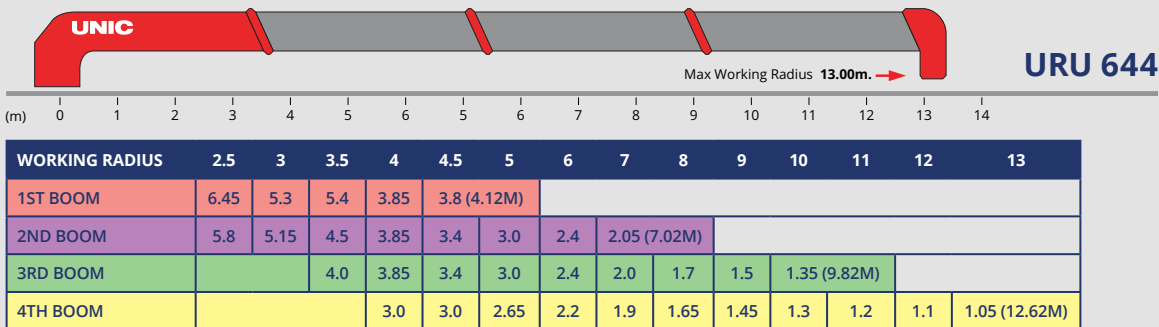 UNIC
URU 644
Max Working Radius 13.00m.
(m) 0 1 2 3 4 5 6 5 6 7 8 9 10 11 12 13 14
WORKING RADIUS 2.5 3 3.5 4 4.5 5 6 7 8 9 10 11 12 13
1ST BOOM 6.45 5.3 5.4 3.85 3.8 (4.12M)
2ND BOOM 5.8 5.15 4.5 3.85 3.4 3.0 2.4 2.05 (7.02M)
3RD BOOM 4.0 3.85 3.4 3.0 2.4 2.0 1.7 1.5 1.35 (9.82M)
4TH BOOM 3.0 3.0 2.65 2.2 1.9 1.65 1.45 1.3 1.2 1.1 1.05 (12.62M)